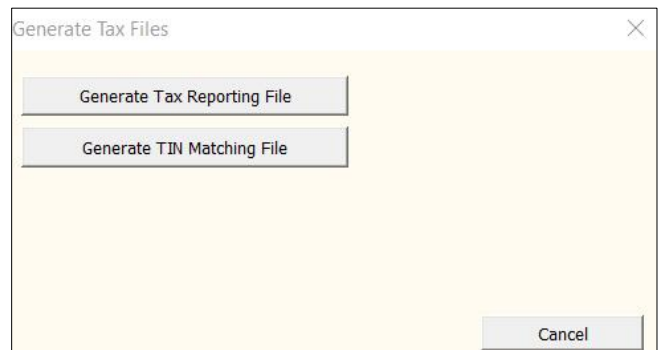 Generate Tax Files
Generate Tax Reporting File
Generate TIN Matching File
Cancel